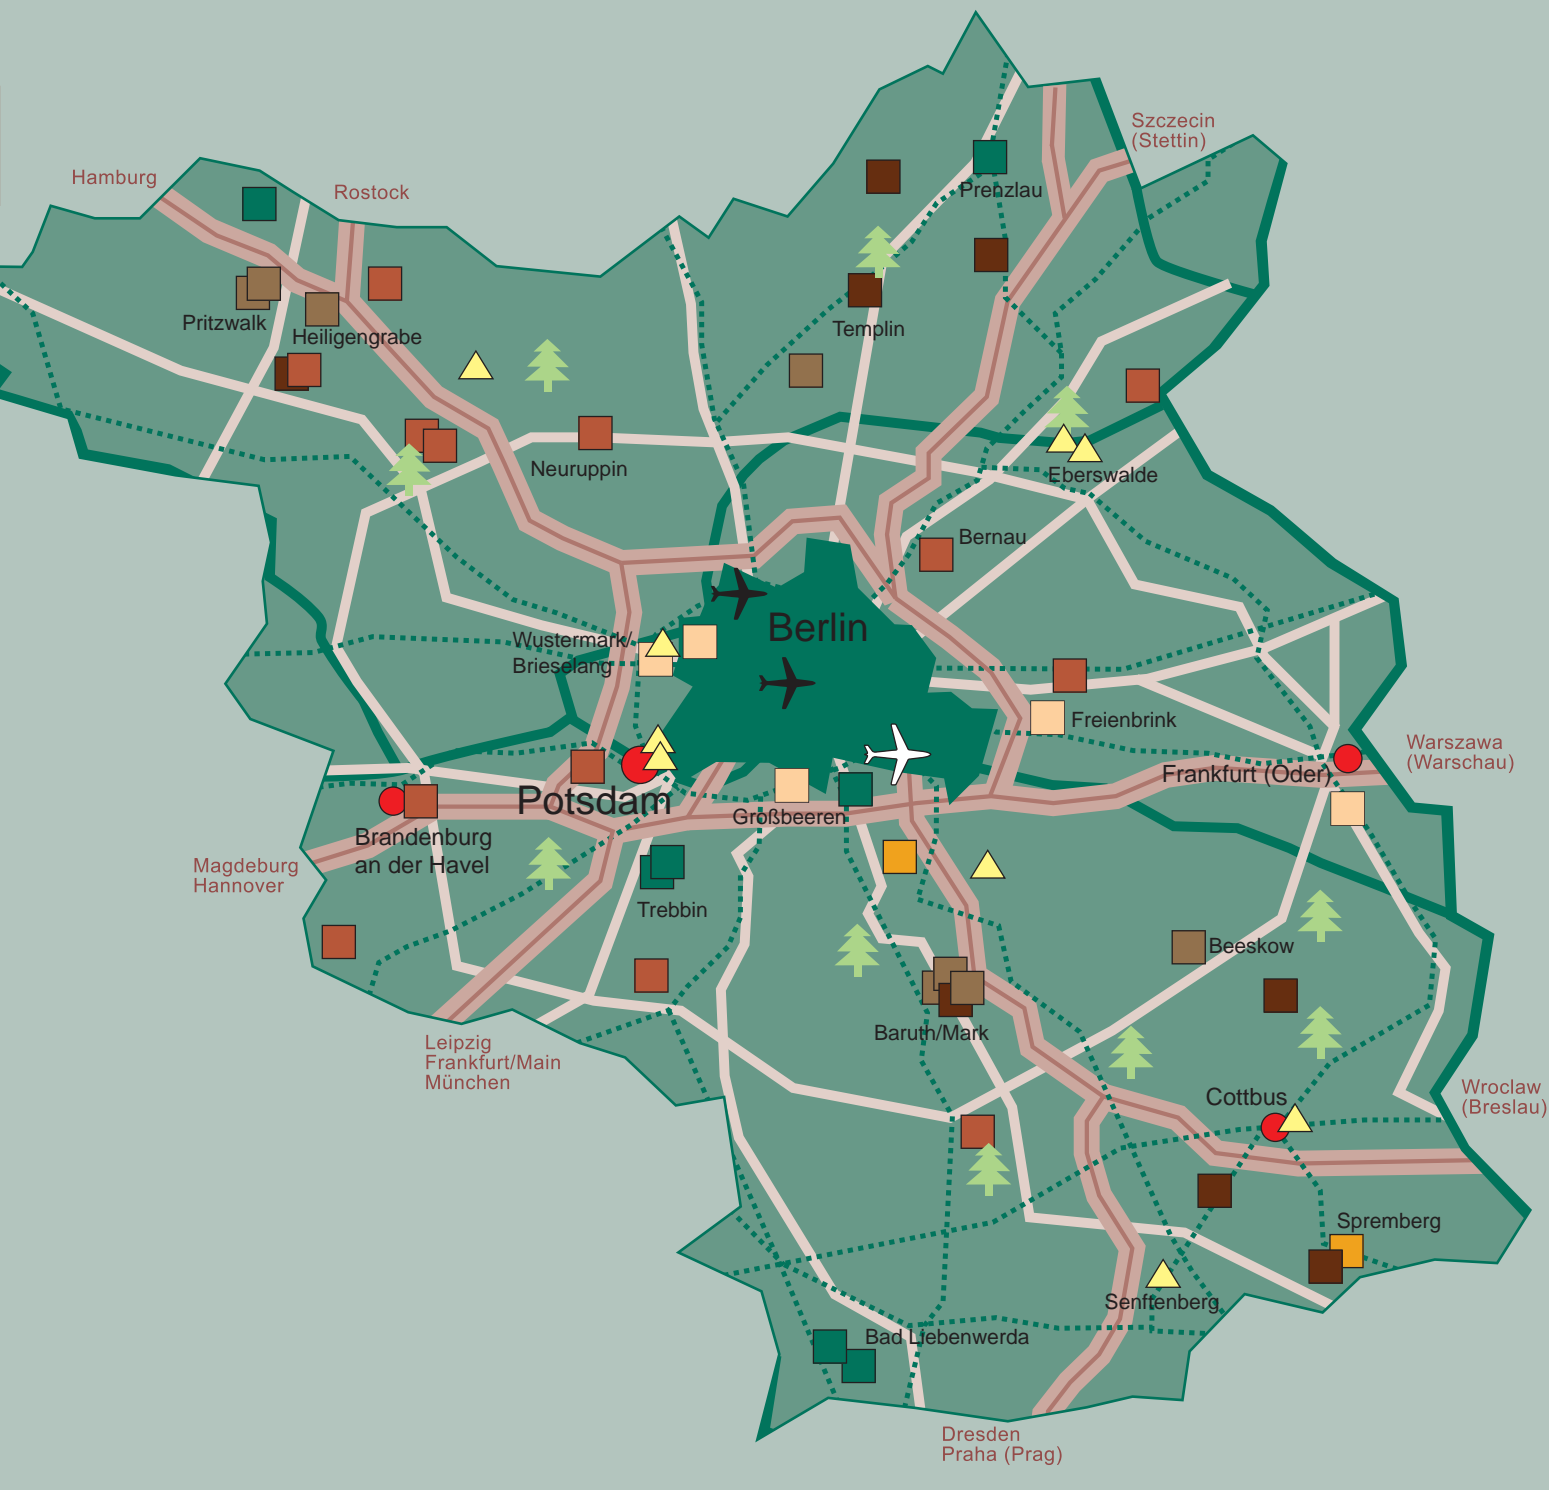 Szczecin
(Stettin)
Hamburg
Rostock
Prenzlau
Pritzwalk
Heiligengrabe
Templin
Neuruppin
Eberswalde
Bernau
Berlin
Wustermark/
Brieselang
Freienbrink
Warszawa
(Warschau)
Frankfurt (Oder)
Potsdam
Großbeeren
Brandenburg
an der Havel
Magdeburg
Hannover
Trebbin
Beeskow
Baruth/Mark
Leipzig
Frankfurt/Main
München
Cottbus
Wroclaw
(Breslau)
Spremberg
Senftenberg
Bad Liebenwerda
Dresden
Praha (Prag)